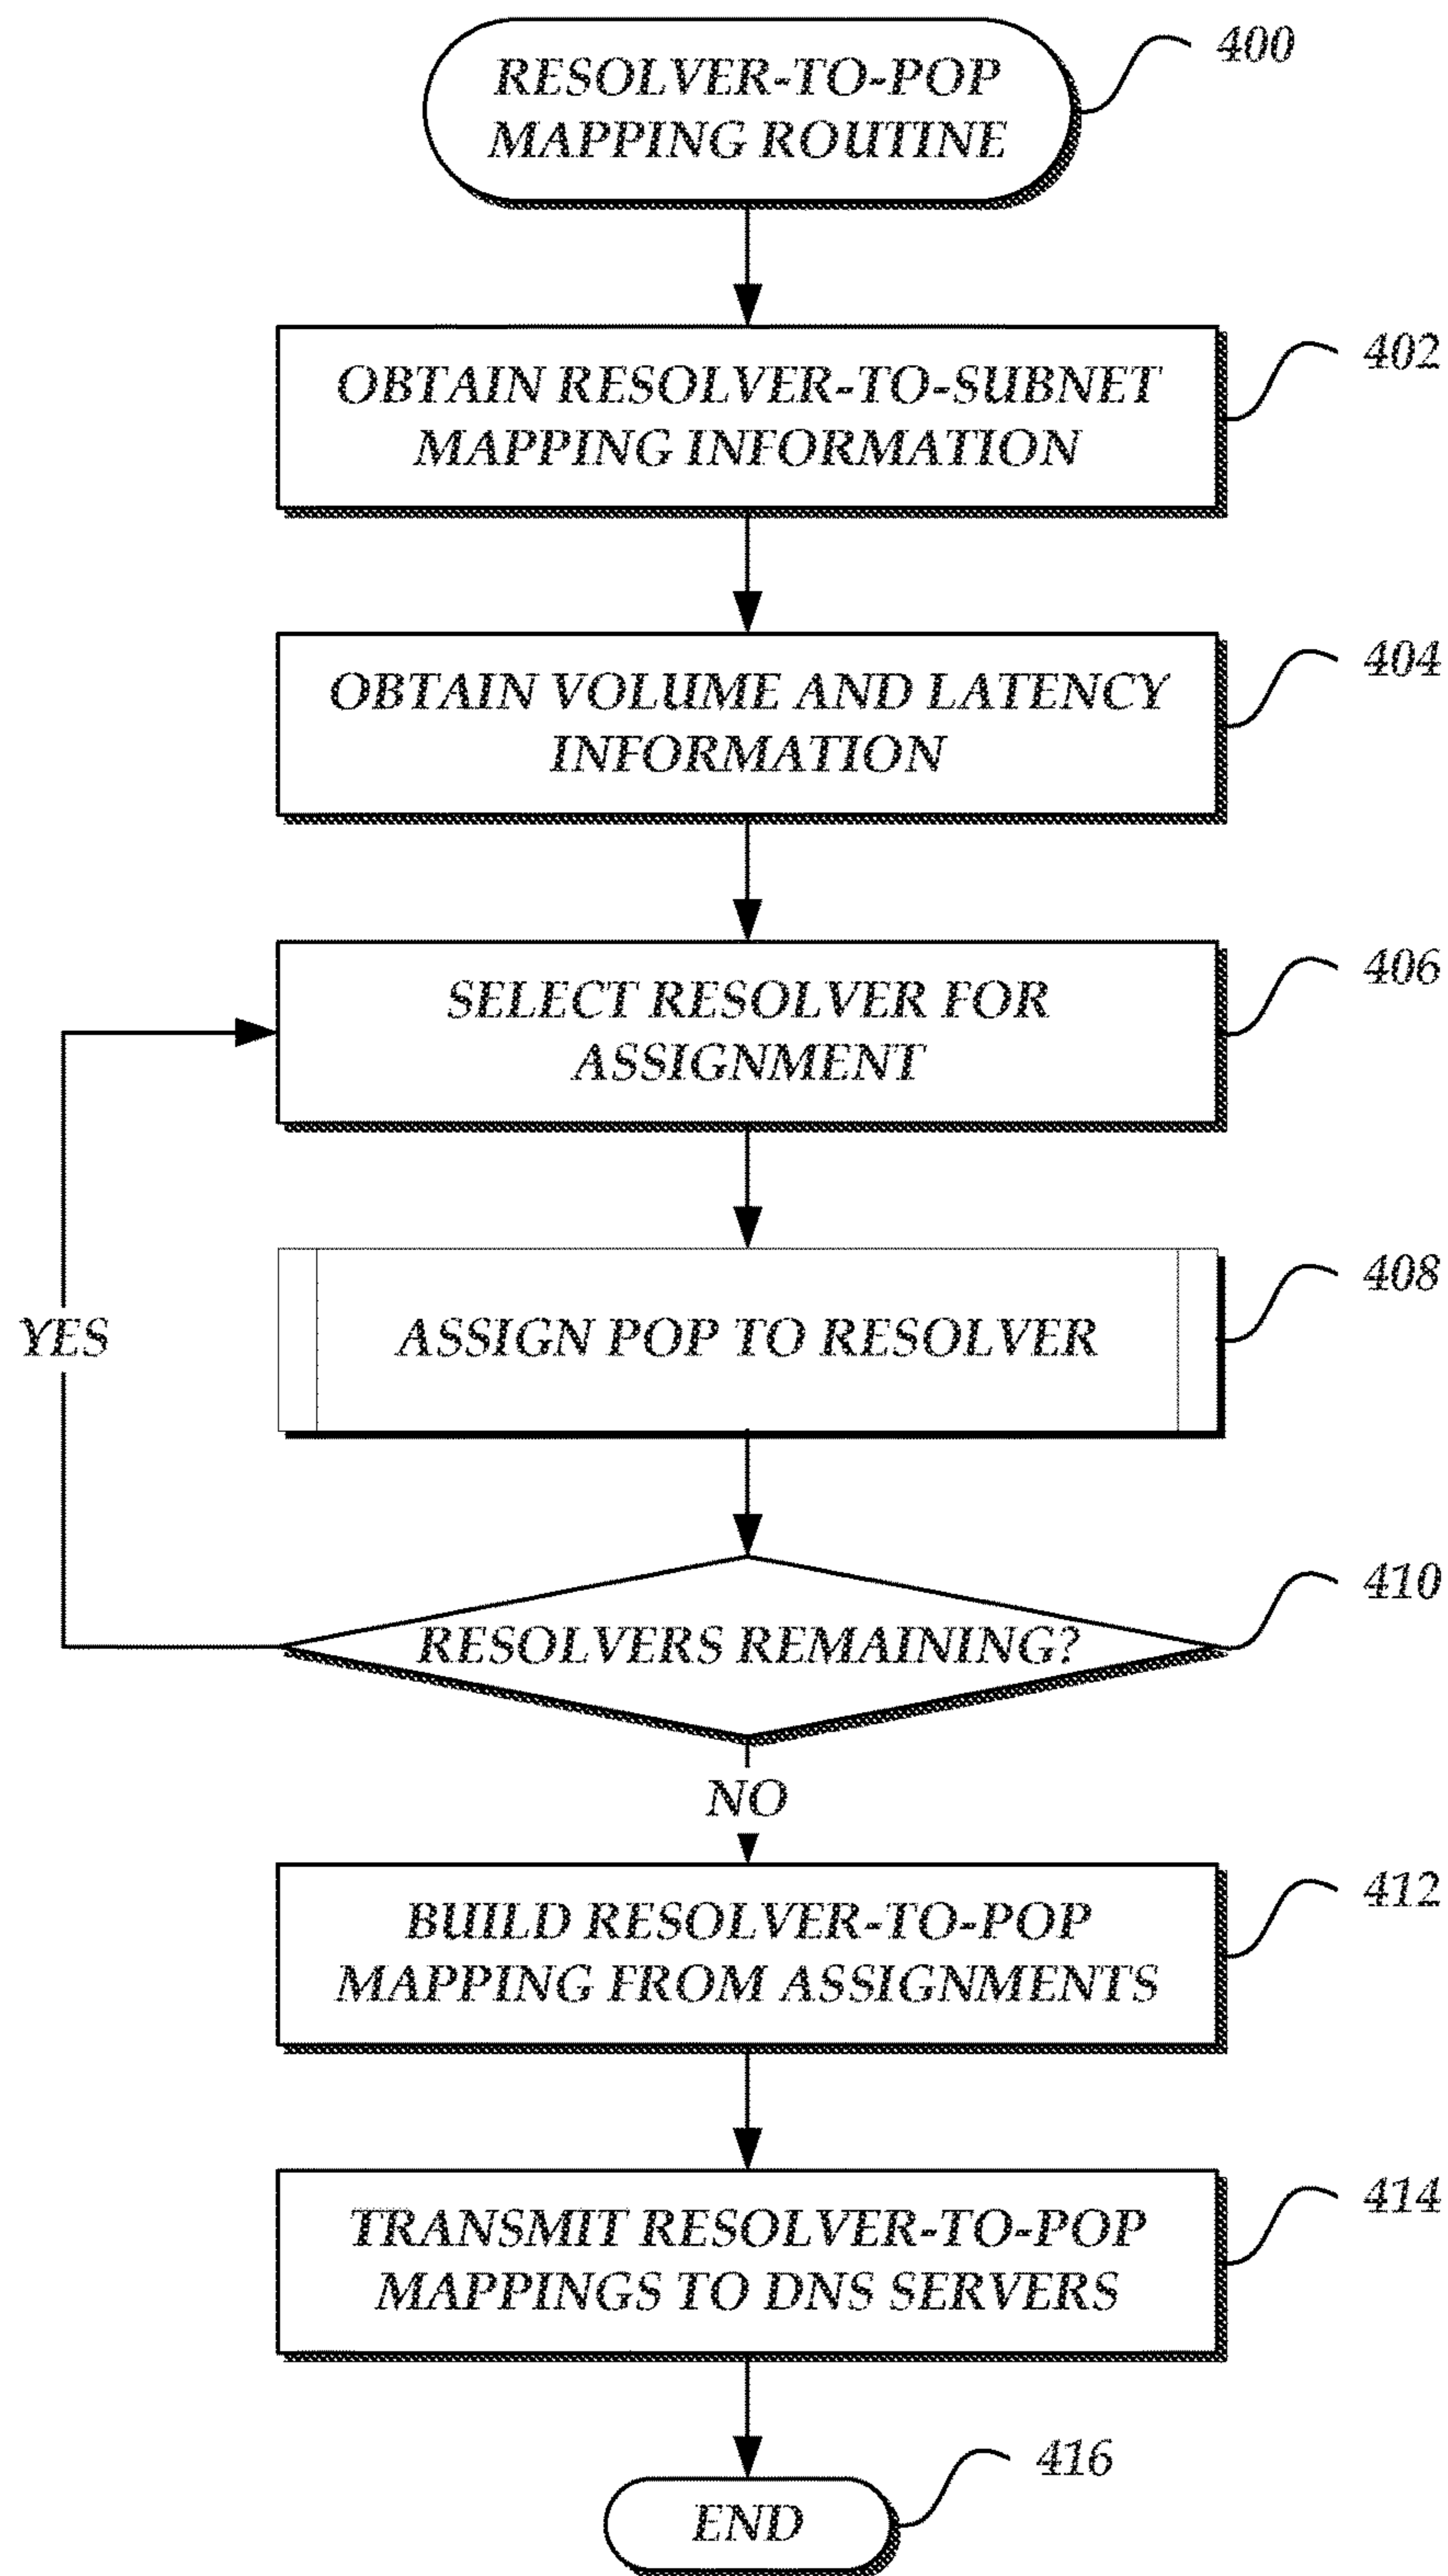 RESOLVER-TO-POP
MAPPING ROUTINE
400
OBTAIN RESOLVER-TO-SUBNET
MAPPING INFORMATION
402
OBTAIN VOLUME AND LATENCY
INFORMATION
404
SELECT RESOLVER FOR
ASSIGNMENT
406
ASSIGN POP TO RESOLVER
408
YES
RESOLVERS REMAINING?
410
NO
BUILD RESOLVER-TO-POP
MAPPING FROM ASSIGNMENTS
412
TRANSMIT RESOLVER-TO-POP
MAPPINGS TO DNS SERVERS
414
END
416